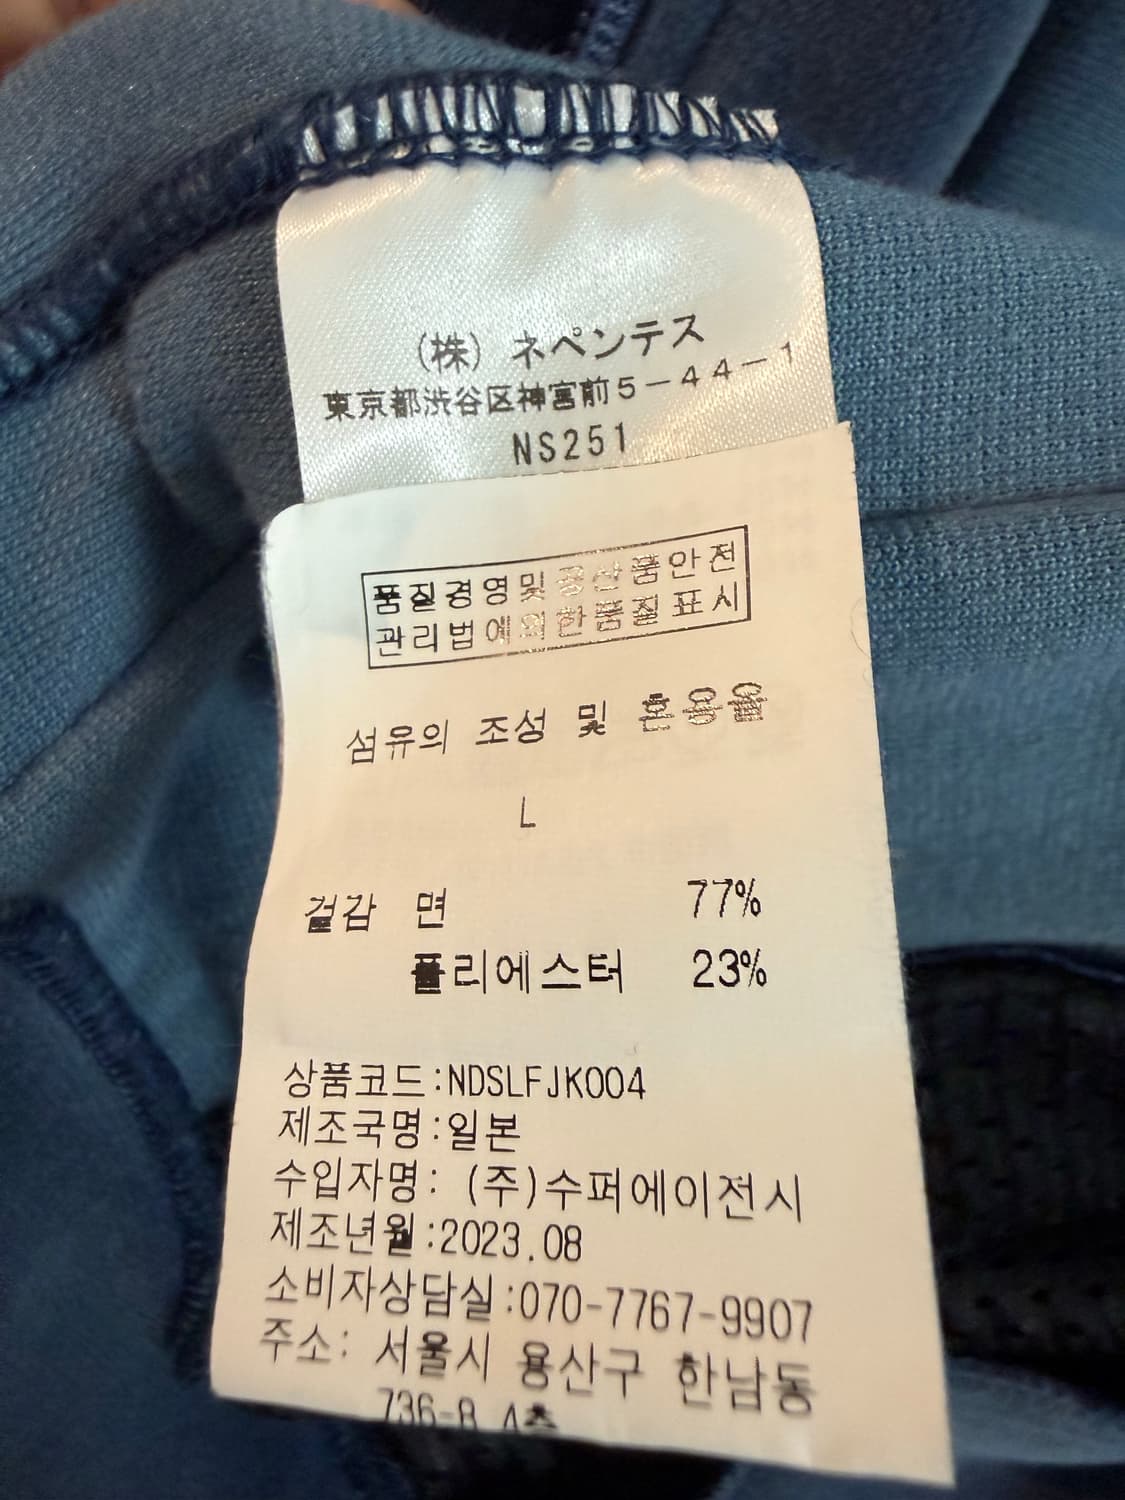 (株) ネペンテス
東京都渋谷区神宮前5-44-1
NS251
품질경영및공산품안전
관리법에의한품질표시
섬유의 조성 및 혼용율
L
겉감 면 77%
폴리에스터 23%
상품코드:NDSLFJK004
제조국명:일본
수입자명: (주)수퍼에이전시
제조년월:2023.08
소비자상담실:070-7767-9907
주소: 서울시 용산구 한남동
736-8 4층